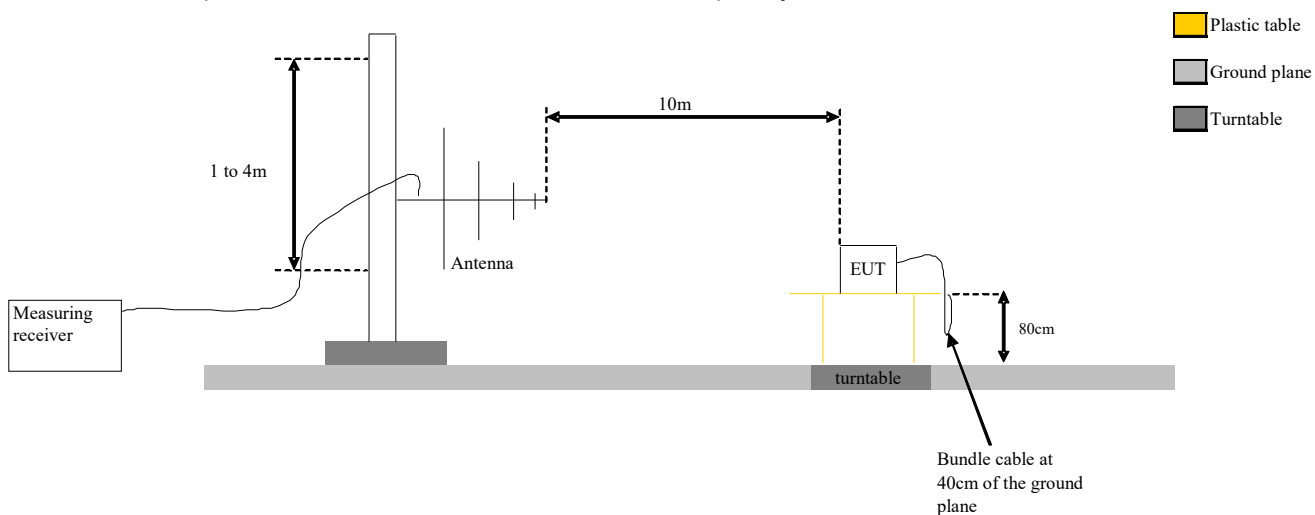 Plastic table
Ground plane
Turntable
10m
1 to 4m
Antenna
EUT
Measuring
receiver
80cm
turntable
Bundle cable at
40cm of the ground
plane